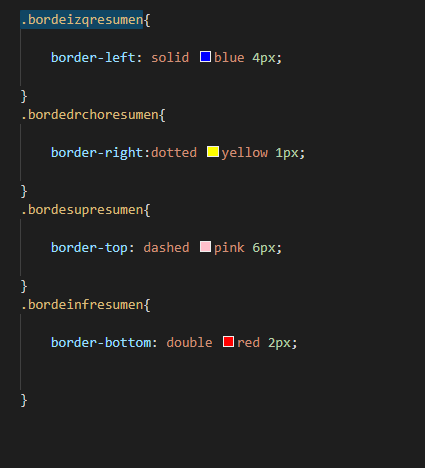 .bordeizqresumen{
border-left: solid blue 4px;
}
.bordedrchoresumen{
border-right:dotted yellow 1px;
}
.bordesupresumen{
border-top: dashed pink 6px;
}
.bordeinfresumen{
border-bottom: double red 2px;
}